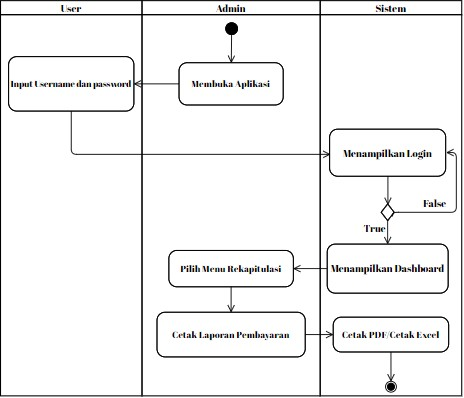 User
Admin
Sistem
Input Username dan password
Membuka Aplikasi
Menampilkan Login
False
True
Menampilkan Dashboard
Pilih Menu Rekapitulasi
Cetak Laporan Pembayaran
Cetak PDF/Cetak Excel